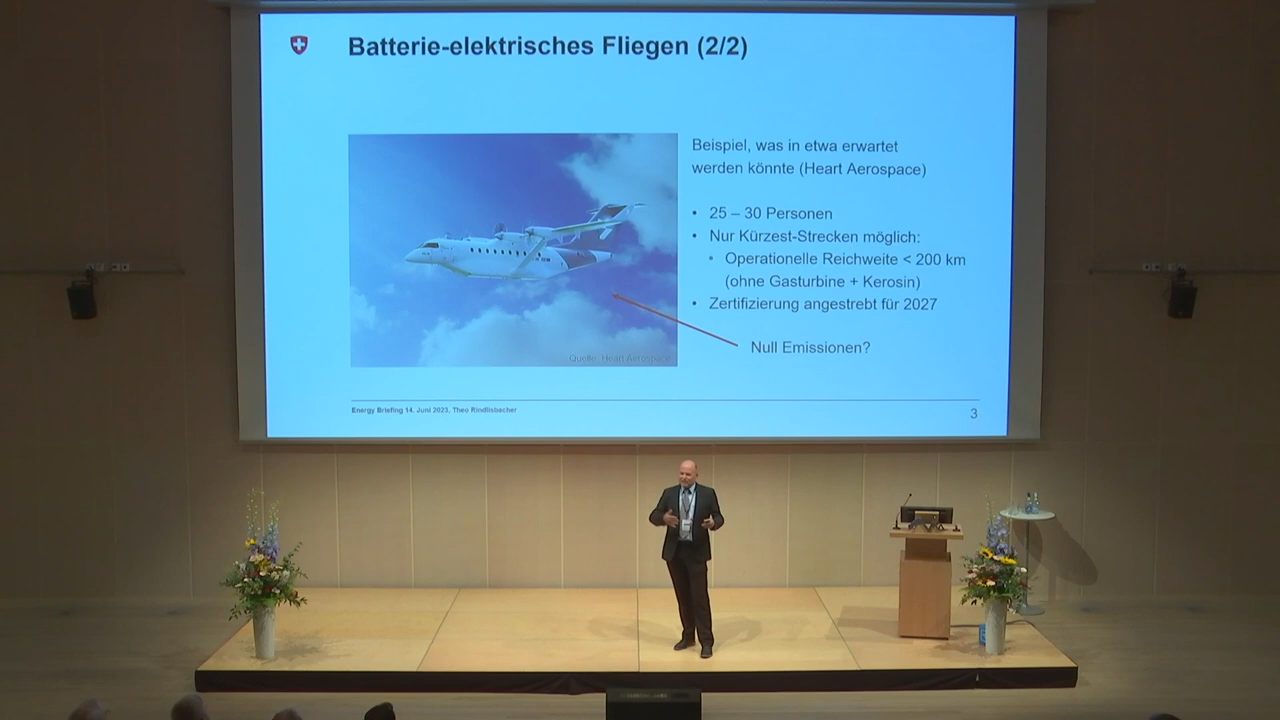 Batterie-elektrisches Fliegen (2/2)
Beispiel, was in etwa erwartet
werden könnte (Heart Aerospace)
• 25 – 30 Personen
• Nur Kürzest-Strecken möglich:
• Operationelle Reichweite < 200 km
(ohne Gasturbine + Kerosin)
• Zertifizierung angestrebt für 2027
Null Emissionen?
Quelle: Heart Aerospace
Energy Briefing 14. Juni 2023, Theo Rindlisbacher
3